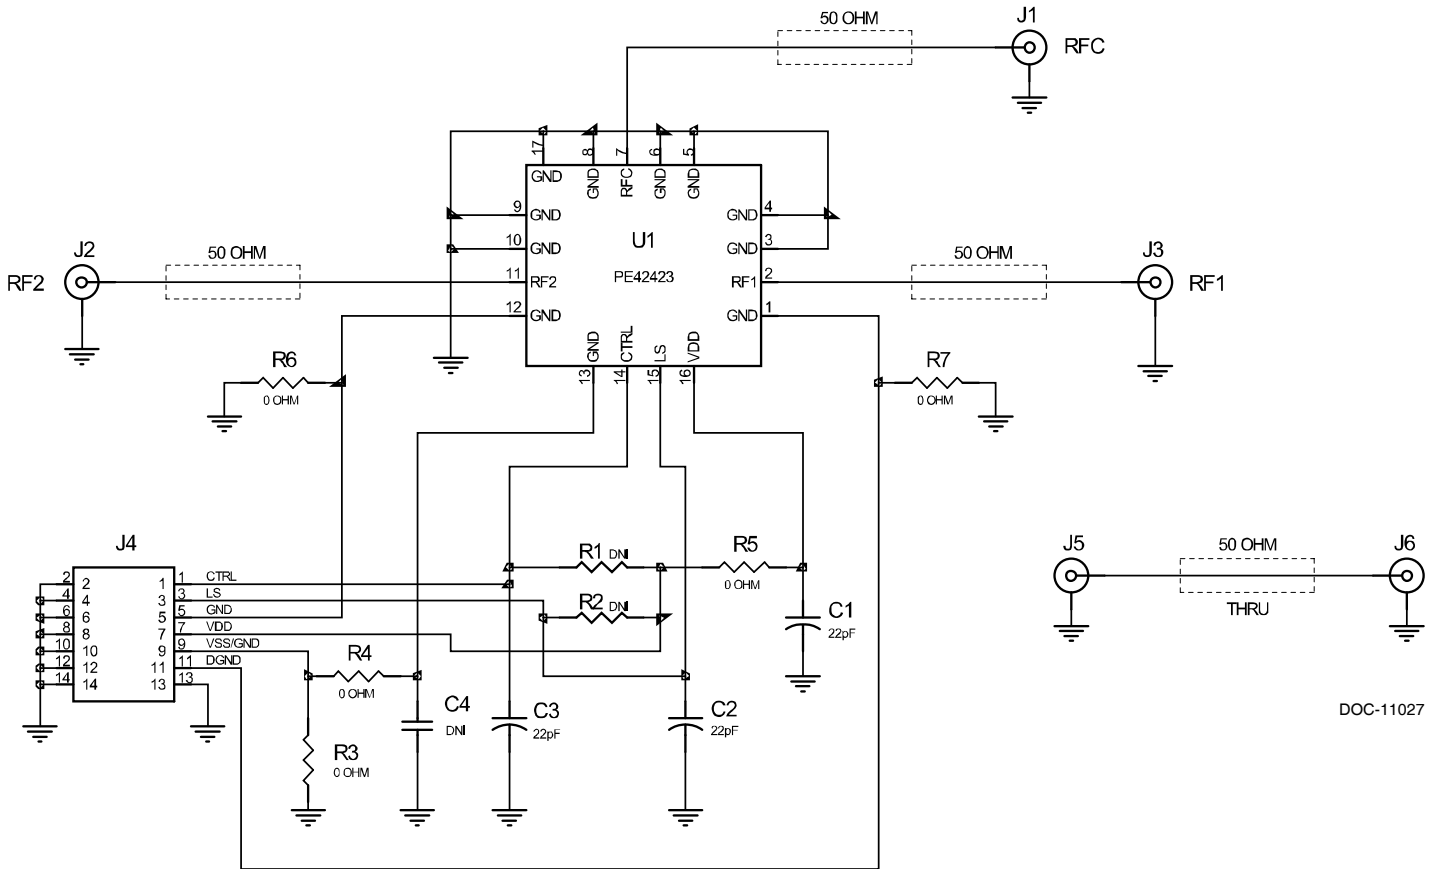 50 OHM
J1
RFC
17
8
7
6
5
GND
GND
RFC
GND
GND
9
GND
GND
4
10
GND
U1
GND
3
J2
50 OHM
11
RF2
PE42423
RF1
2
50 OHM
J3
RF2
RF1
12
GND
GND
1
GND
CTRL
LS
VDD
13
14
15
16
R6
0 OHM
R7
0 OHM
J4
R1 DNI
R5
0 OHM
J5
50 OHM
J6
THRU
2
2
1
1
CTRL
4
4
3
3
LS
6
6
5
5
GND
8
8
7
7
VDD
10
10
9
9
VSS/GND
12
12
11
11
DGND
14
14
13
13
R2 DNI
C1
22pF
R4
0 OHM
C4
DNI
C3
22pF
C2
22pF
R3
0 OHM
DOC-11027